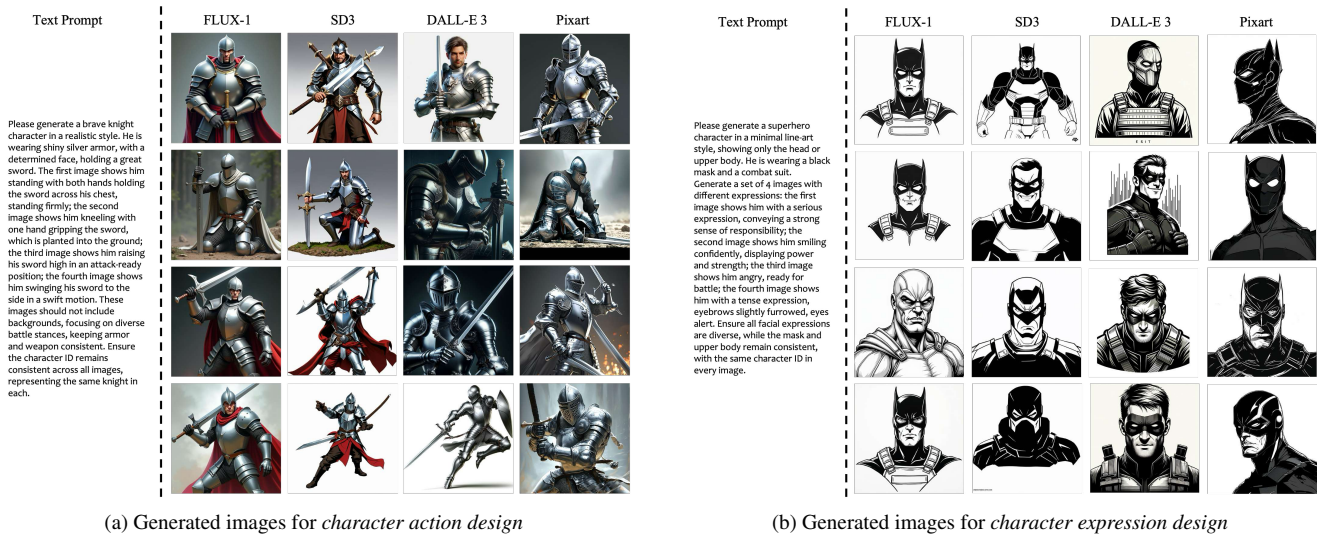 Text Prompt
FLUX-1
SD3
DALL-E 3
Pixart
Please generate a brave knight
character in a realistic style. He is
wearing shiny silver armor, with a
determined face, holding a great
sword. The first image shows him
standing with both hands holding
the sword across his chest,
standing firmly; the second
image shows him kneeling with
one hand gripping the sword,
which is planted into the ground;
the third image shows him raising
his sword high in an attack-ready
position; the fourth image shows
him swinging his sword to the
side in a swift motion. These
images should not include
backgrounds, focusing on diverse
battle stances, keeping armor
and weapon consistent. Ensure
the character ID remains
consistent across all images,
representing the same knight in
each.
(a) Generated images for character action design
Text Prompt
FLUX-1
SD3
DALL-E 3
Pixart
Please generate a superhero
character in a minimal line-art
style, showing only the head or
upper body. He is wearing a black
mask and a combat suit.
Generate a set of 4 images with
different expressions: the first
image shows him with a serious
expression, conveying a strong
sense of responsibility; the
second image shows him smiling
confidently, displaying power
and strength; the third image
shows him angry, ready for
battle; the fourth image shows
him with a tense expression,
eyebrows slightly furrowed, eyes
alert. Ensure all facial expressions
are diverse, while the mask and
upper body remain consistent,
with the same character ID in
every image.
EXIT
(b) Generated images for character expression design